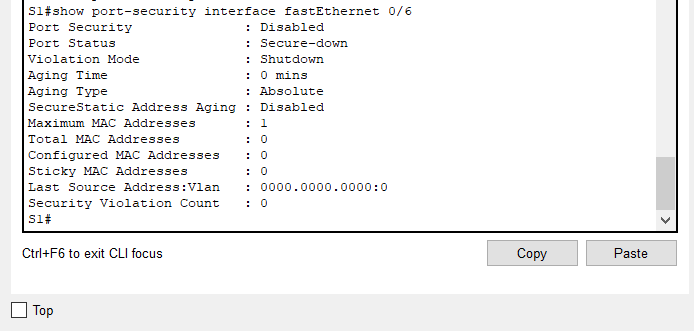 S1#show port-security interface fastEthernet 0/6
Port Security : Disabled
Port Status : Secure-down
Violation Mode : Shutdown
Aging Time : 0 mins
Aging Type : Absolute
SecureStatic Address Aging : Disabled
Maximum MAC Addresses : 1
Total MAC Addresses : 0
Configured MAC Addresses : 0
Sticky MAC Addresses : 0
Last Source Address:Vlan : 0000.0000.0000:0
Security Violation Count : 0
S1#
Ctrl+F6 to exit CLI focus
Copy
Paste
Top